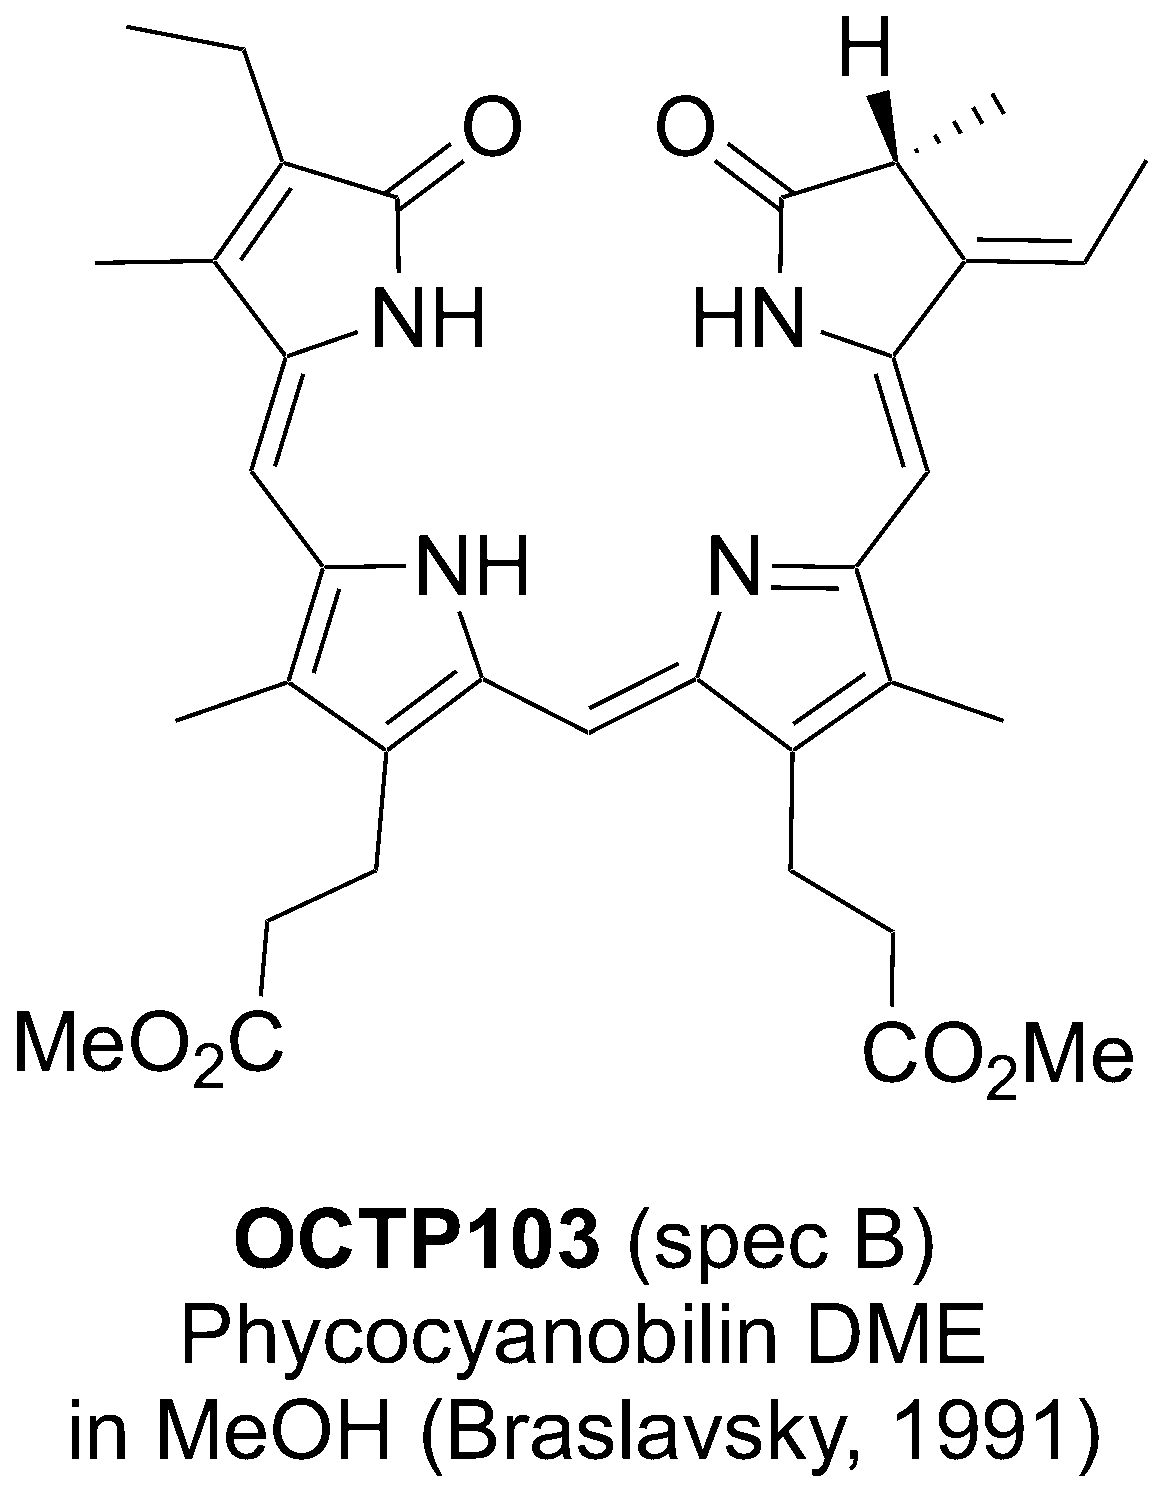 H
O O
NH HN
NH N
MeO₂C CO₂Me
OCTP103 (spec B)
Phycocyanobilin DME
in MeOH (Braslavsky, 1991)